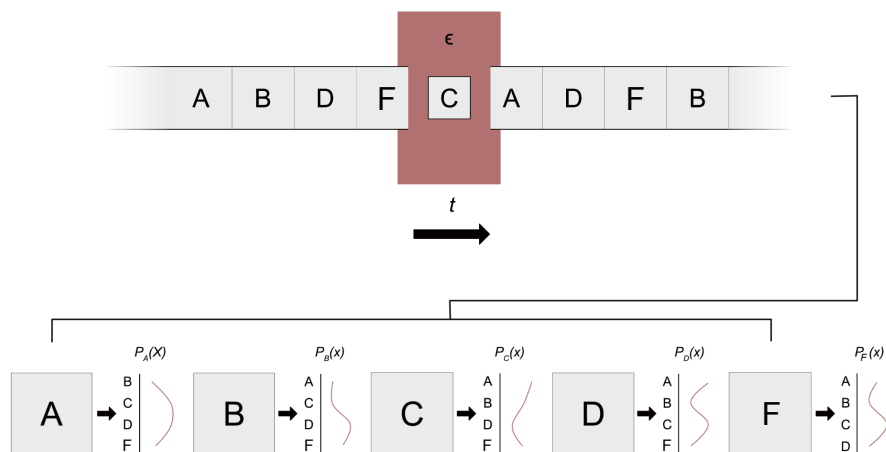 ϵ
A B D F C A D F B
t
P_A(X) P_B(x) P_C(x) P_D(x) P_F(x)
A B B A C A D A F A
C C B B B
D D D C C
F F F F D